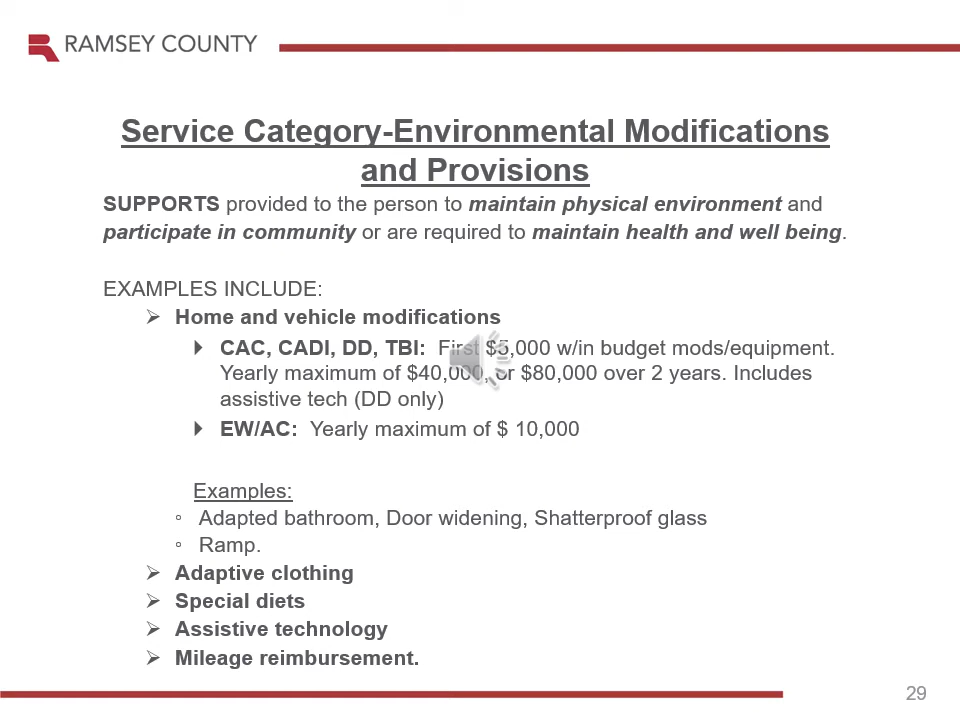 RAMSEY COUNTY
Service Category-Environmental Modifications
and Provisions
SUPPORTS provided to the person to maintain physical environment and
participate in community or are required to maintain health and well being.
EXAMPLES INCLUDE:
Home and vehicle modifications
CAC, CADI, DD, TBI: First $5,000 w/in budget mods/equipment.
Yearly maximum of $40,000, or $80,000 over 2 years. Includes
assistive tech (DD only)
EW/AC: Yearly maximum of $ 10,000
Examples:
Adapted bathroom, Door widening, Shatterproof glass
Ramp.
Adaptive clothing
Special diets
Assistive technology
Mileage reimbursement.
29